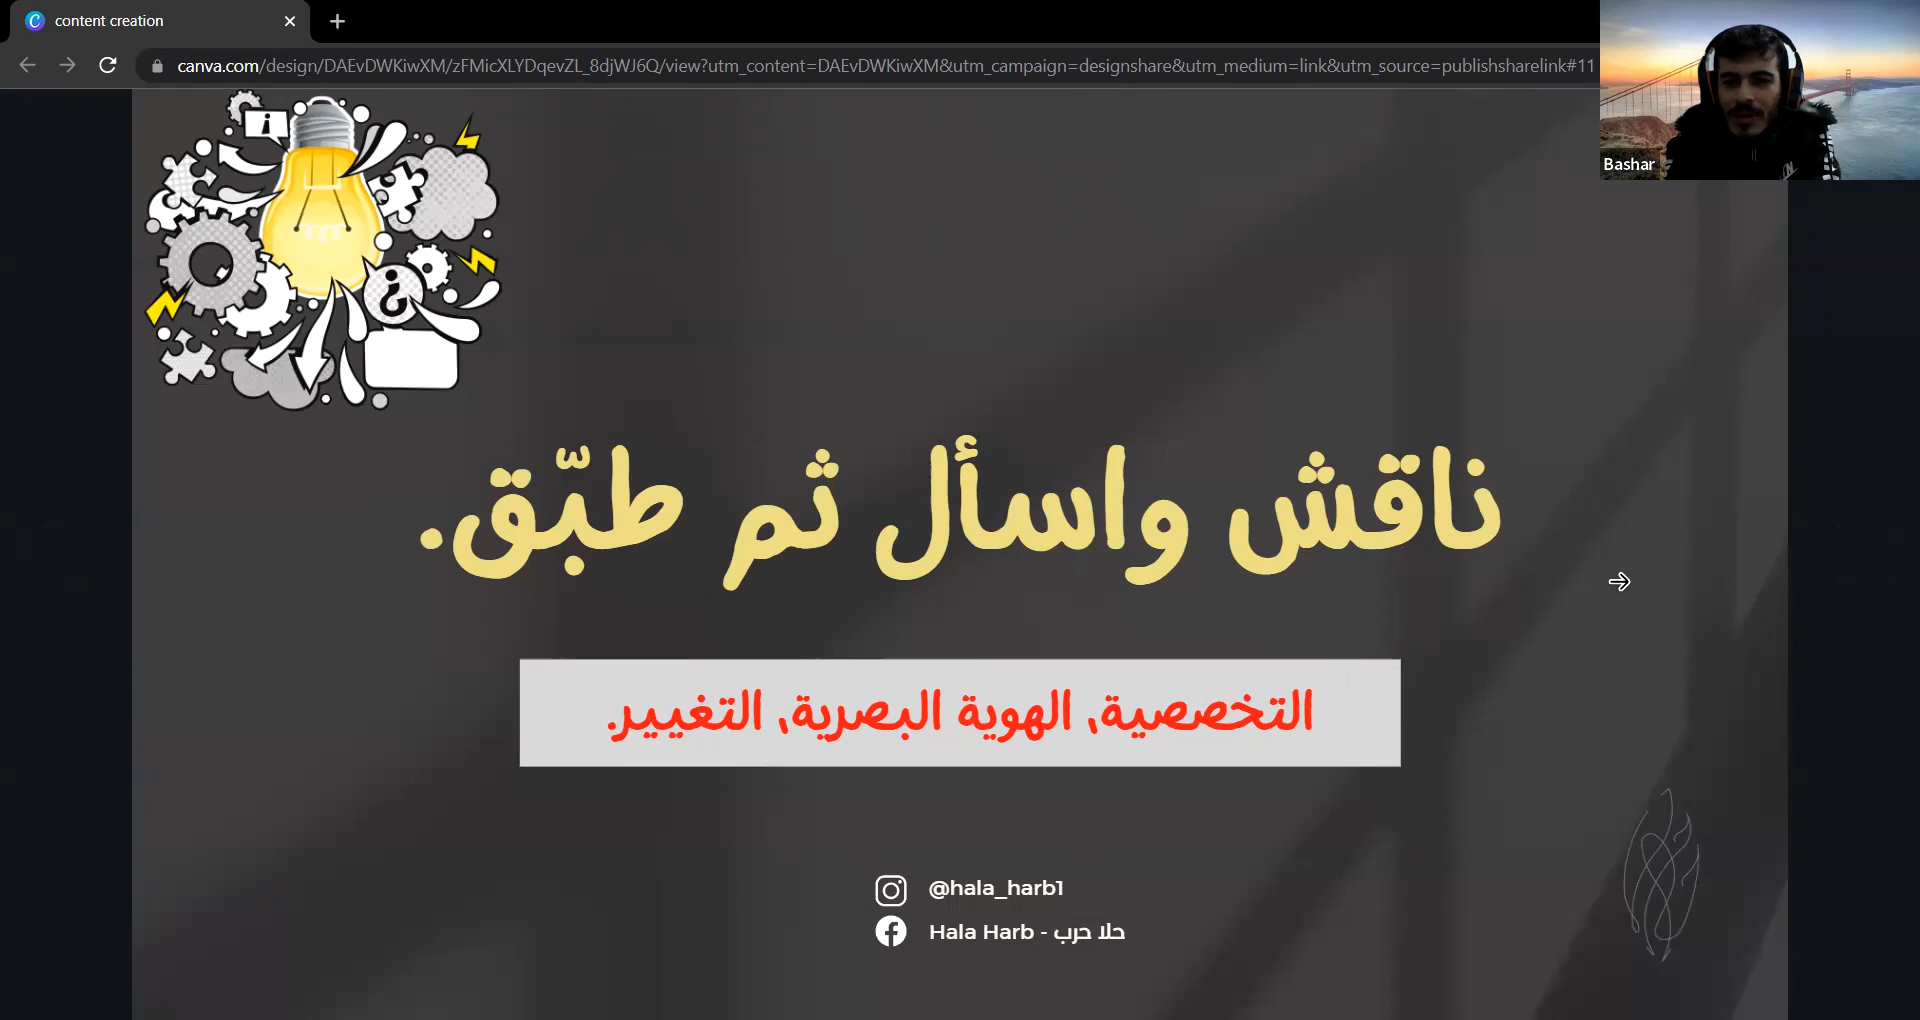 content creation
canva.com/design/DAEvDWKiwXM/zFMicXLYDqevZL_8djWJ6Q/view?utm_content=DAEvDWKiwXM&utm_campaign=designshare&utm_medium=link&utm_source=publishsharelink#11
Bashar
i
؟
ناقش واسأل ثم طبّق.
التخصصية, الهوية البصرية, التغيير.
@hala_harb1
Hala Harb - حلا حرب